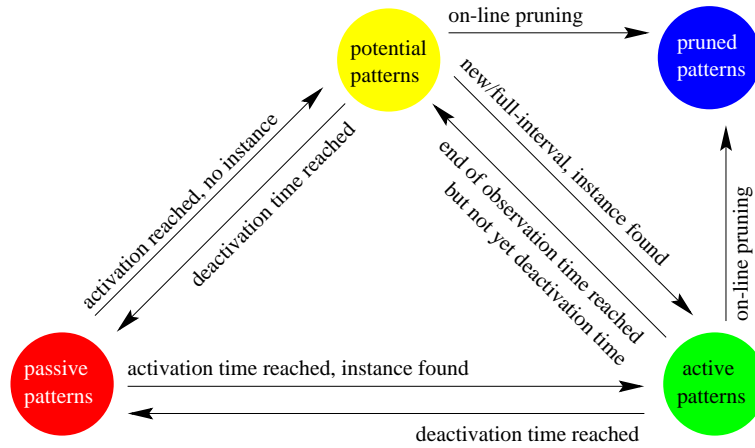 on-line pruning
potential
patterns
pruned
patterns
new/full-interval, instance found
activation reached, no instance
deactivation time reached
end of observation time reached
but not yet deactivation time
on-line pruning
passive
patterns
activation time reached, instance found
active
patterns
deactivation time reached